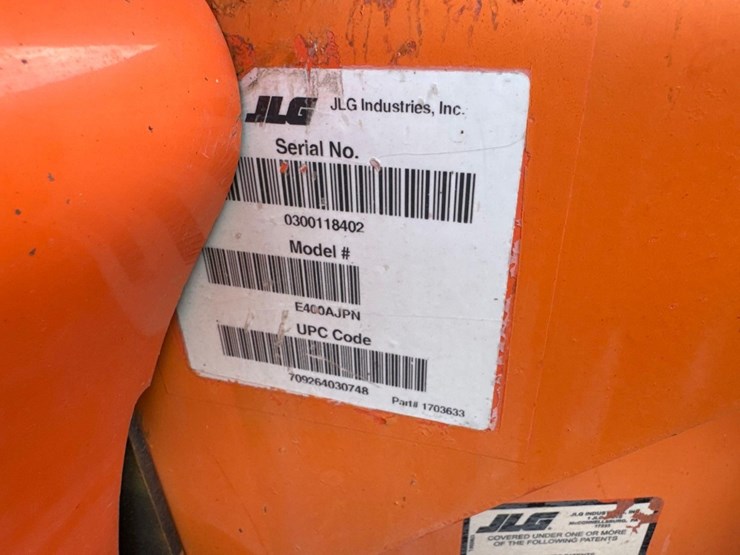 JLG JLG Industries, Inc.
Serial No.
0300118402
Model #
E400AJPN
UPC Code
709264030748
Part# 1703633
JLG
COVERED UNDER ONE OR MORE
OF THE FOLLOWING PATENTS